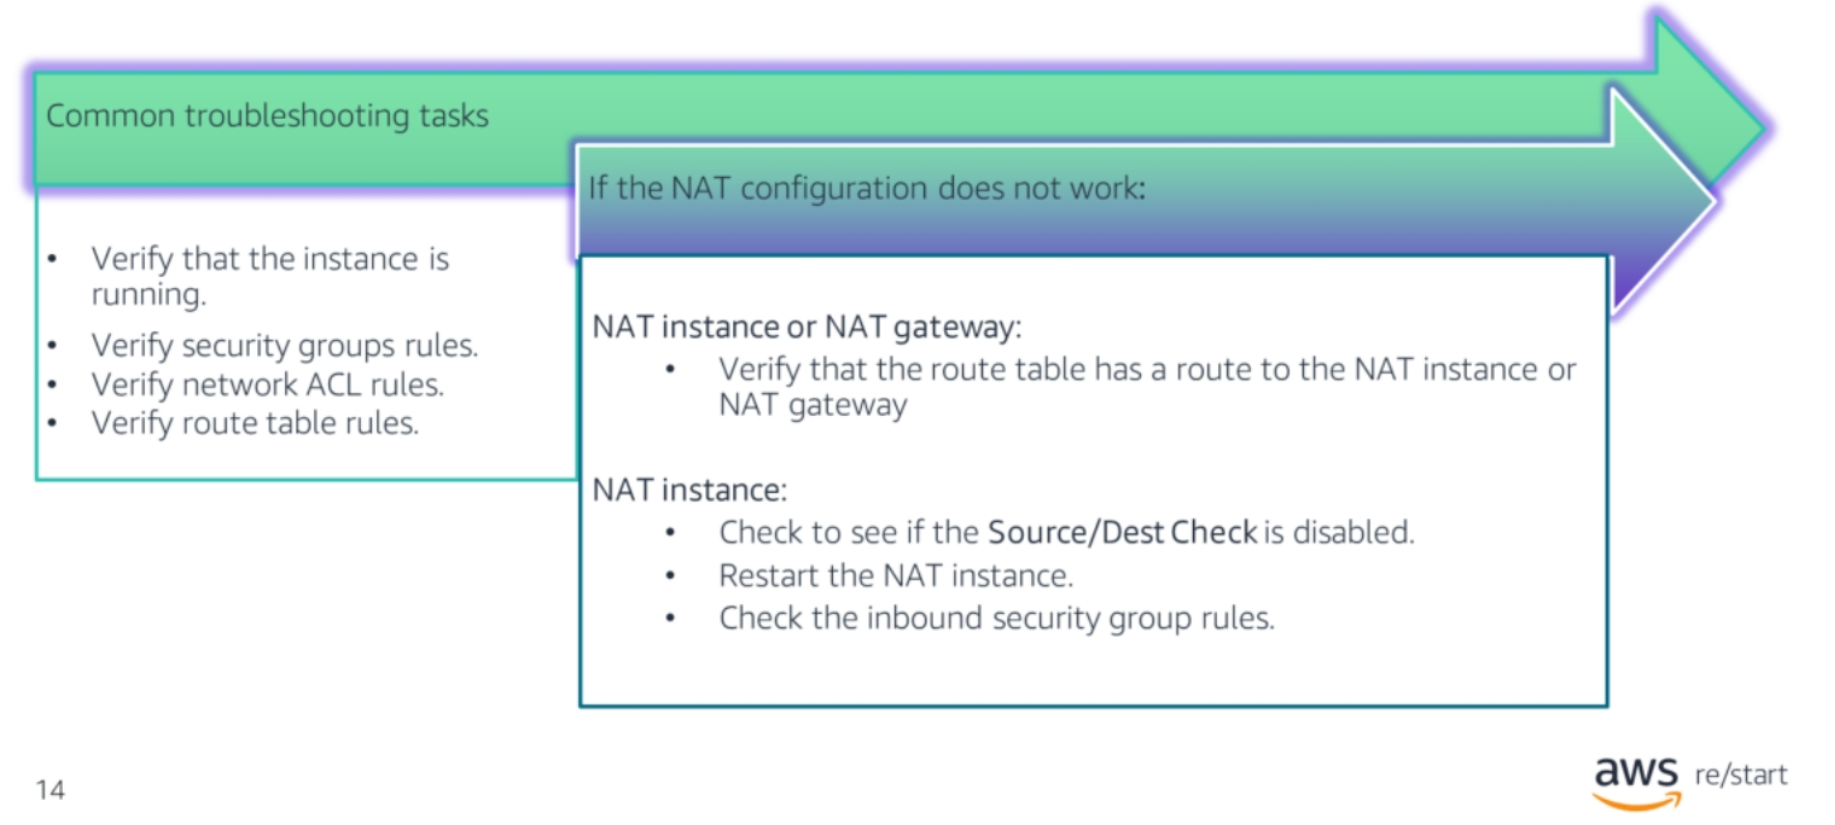 Common troubleshooting tasks
If the NAT configuration does not work:
• Verify that the instance is
running.
• Verify security groups rules.
• Verify network ACL rules.
• Verify route table rules.
NAT instance or NAT gateway:
• Verify that the route table has a route to the NAT instance or
NAT gateway
NAT instance:
• Check to see if the Source/Dest Check is disabled.
• Restart the NAT instance.
• Check the inbound security group rules.
14
aws re/start